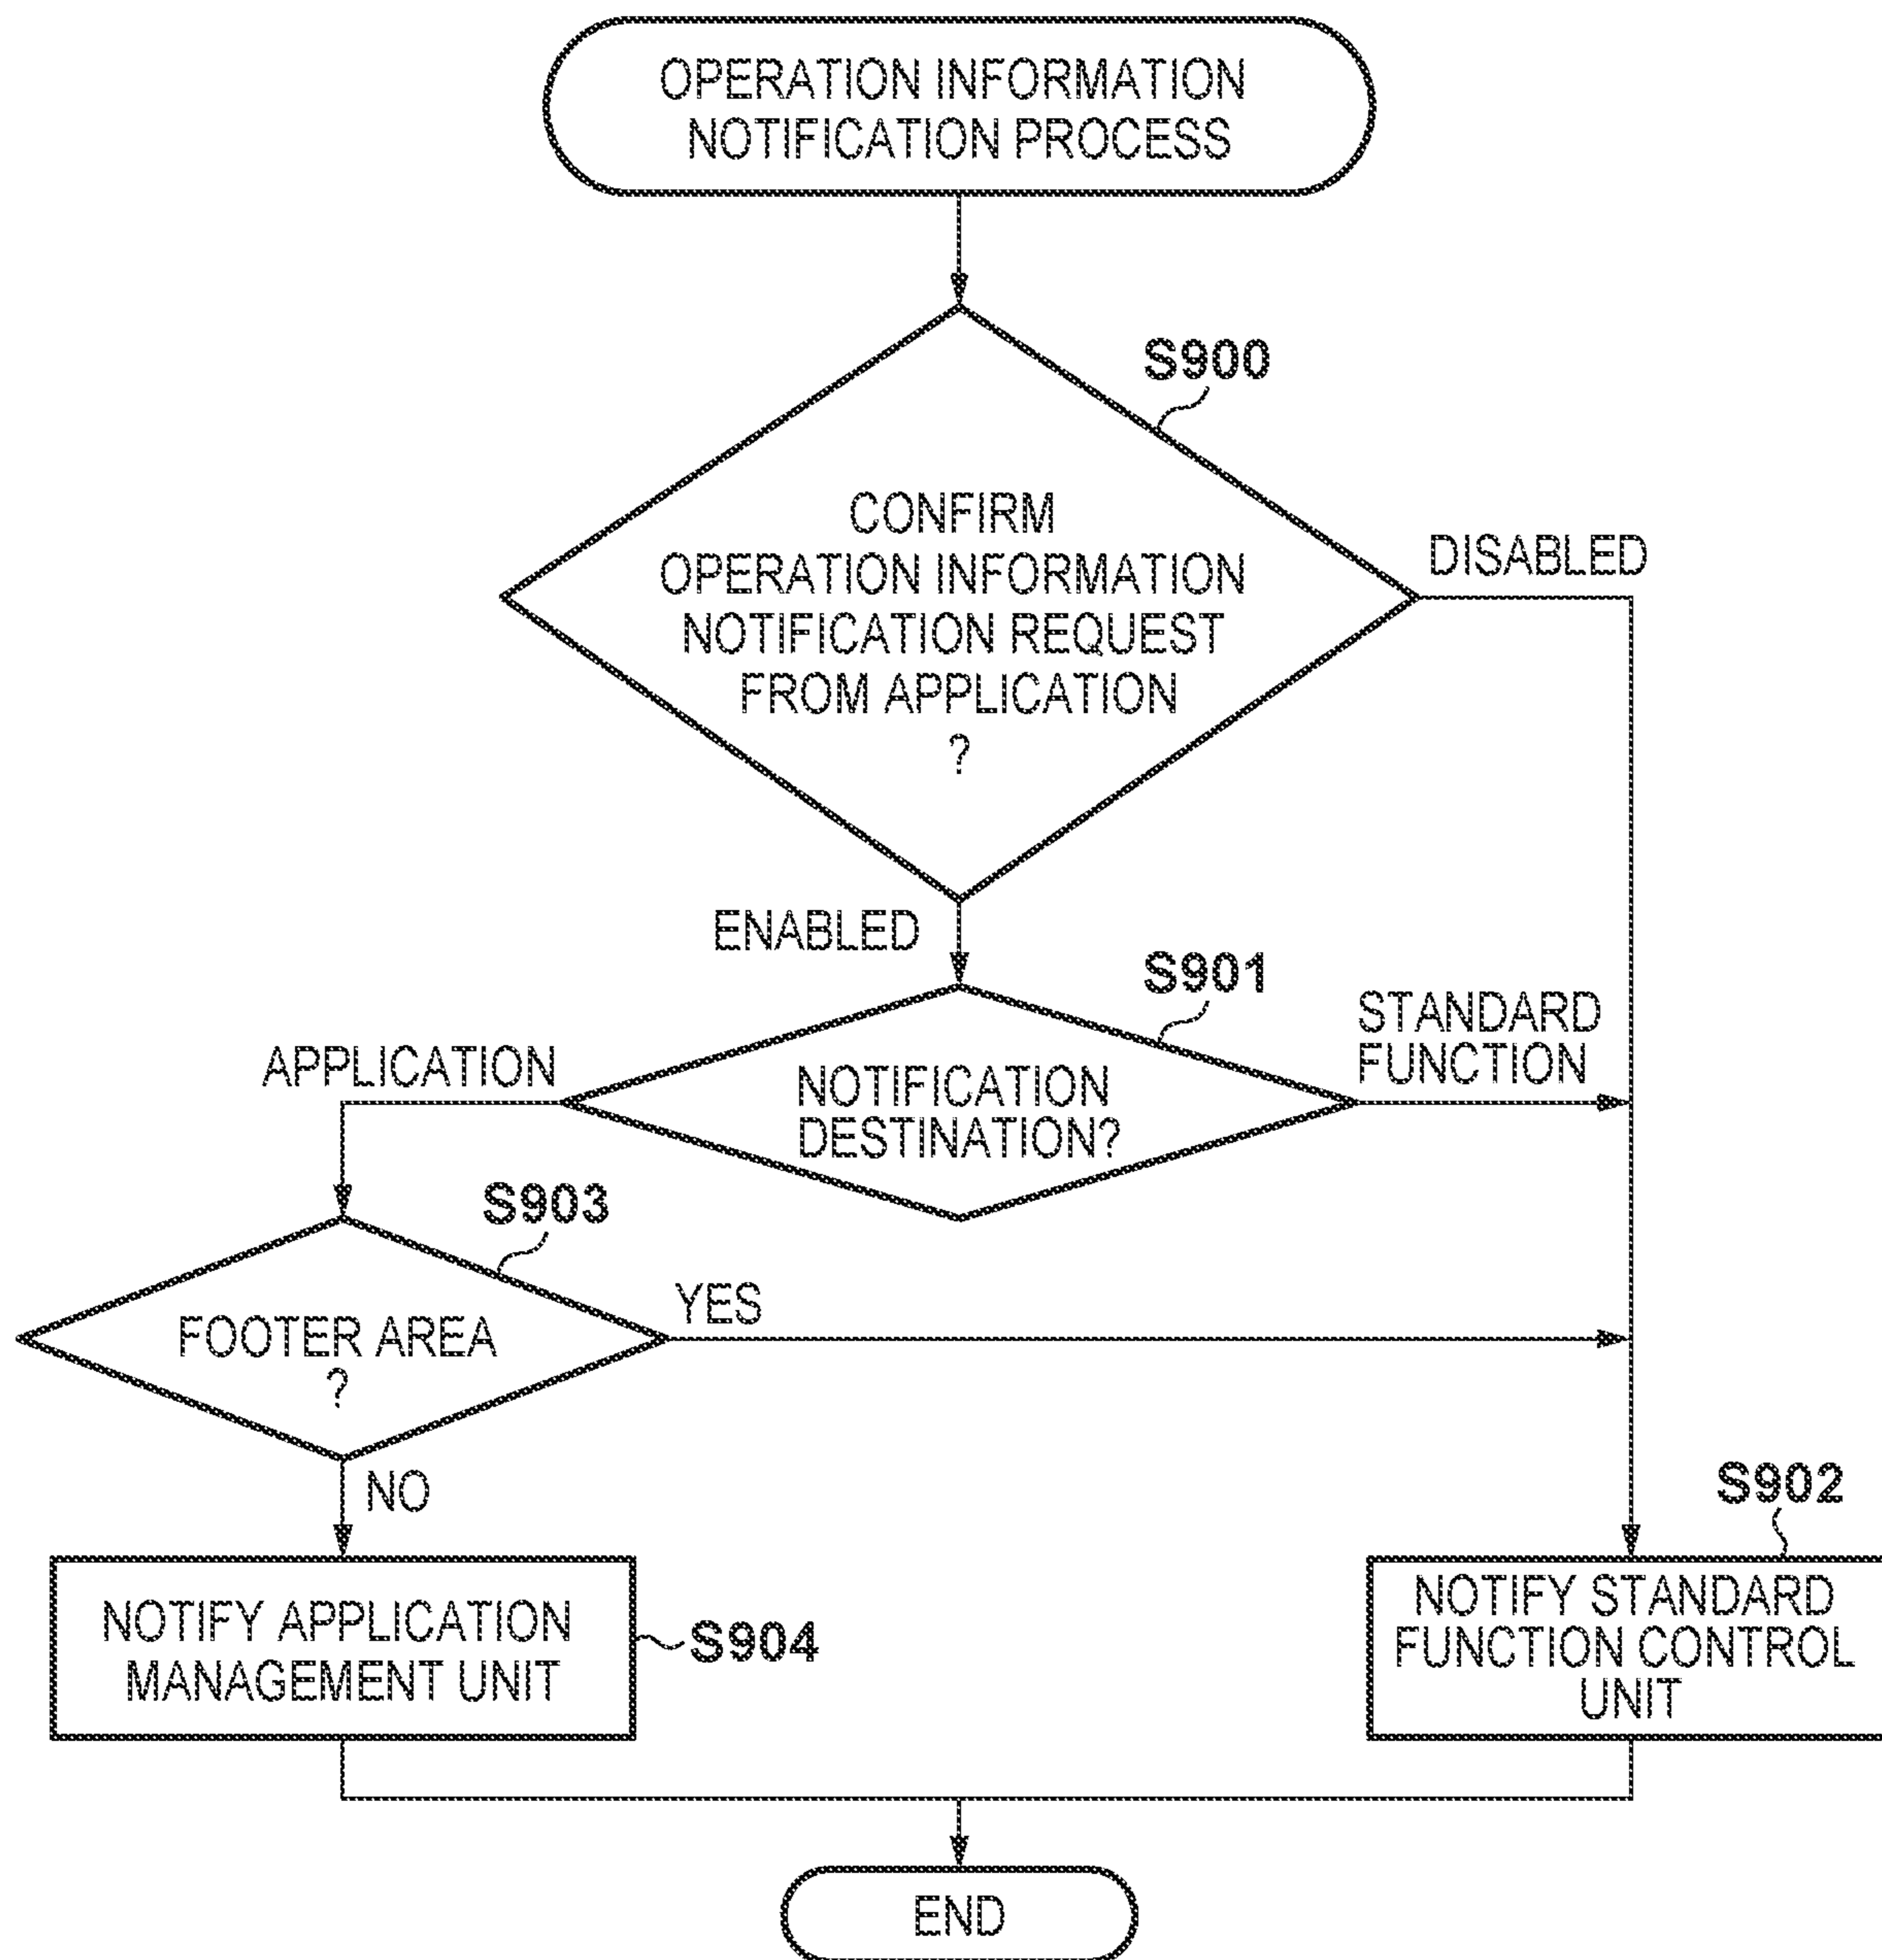 OPERATION INFORMATION
NOTIFICATION PROCESS
S900
CONFIRM
OPERATION INFORMATION
NOTIFICATION REQUEST
FROM APPLICATION
?
DISABLED
ENABLED
S901
STANDARD
FUNCTION
APPLICATION
NOTIFICATION
DESTINATION?
S903
YES
FOOTER AREA
?
NO
S902
NOTIFY APPLICATION
MANAGEMENT UNIT
S904
NOTIFY STANDARD
FUNCTION CONTROL
UNIT
END